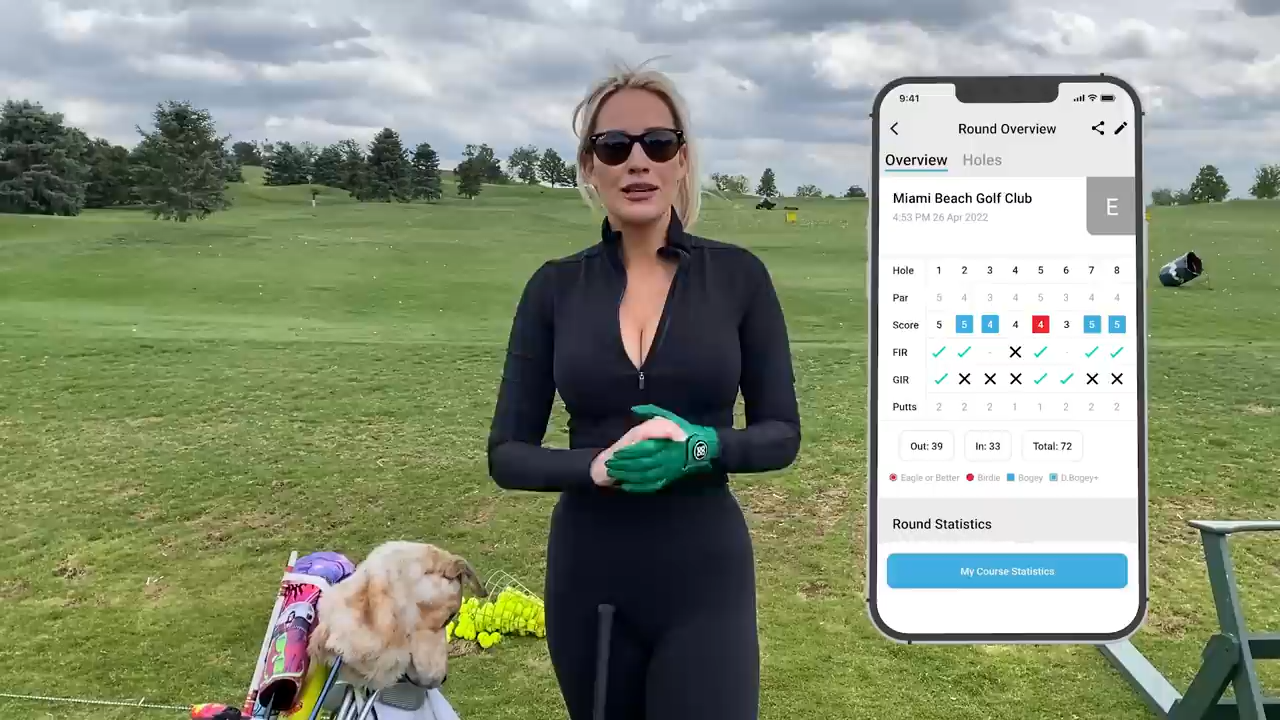 9:41
Round Overview
Overview Holes
Miami Beach Golf Club
4:53 PM 26 Apr 2022
E
Hole 1 2 3 4 5 6 7 8
Par 5 4 3 4 5 3 4 4
Score 5 5 4 4 4 3 5 5
FIR - -
GIR
Putts 2 2 2 1 1 2 2 2
Out: 39 In: 33 Total: 72
Eagle or Better Birdie Bogey D.Bogey+
Round Statistics
My Course Statistics